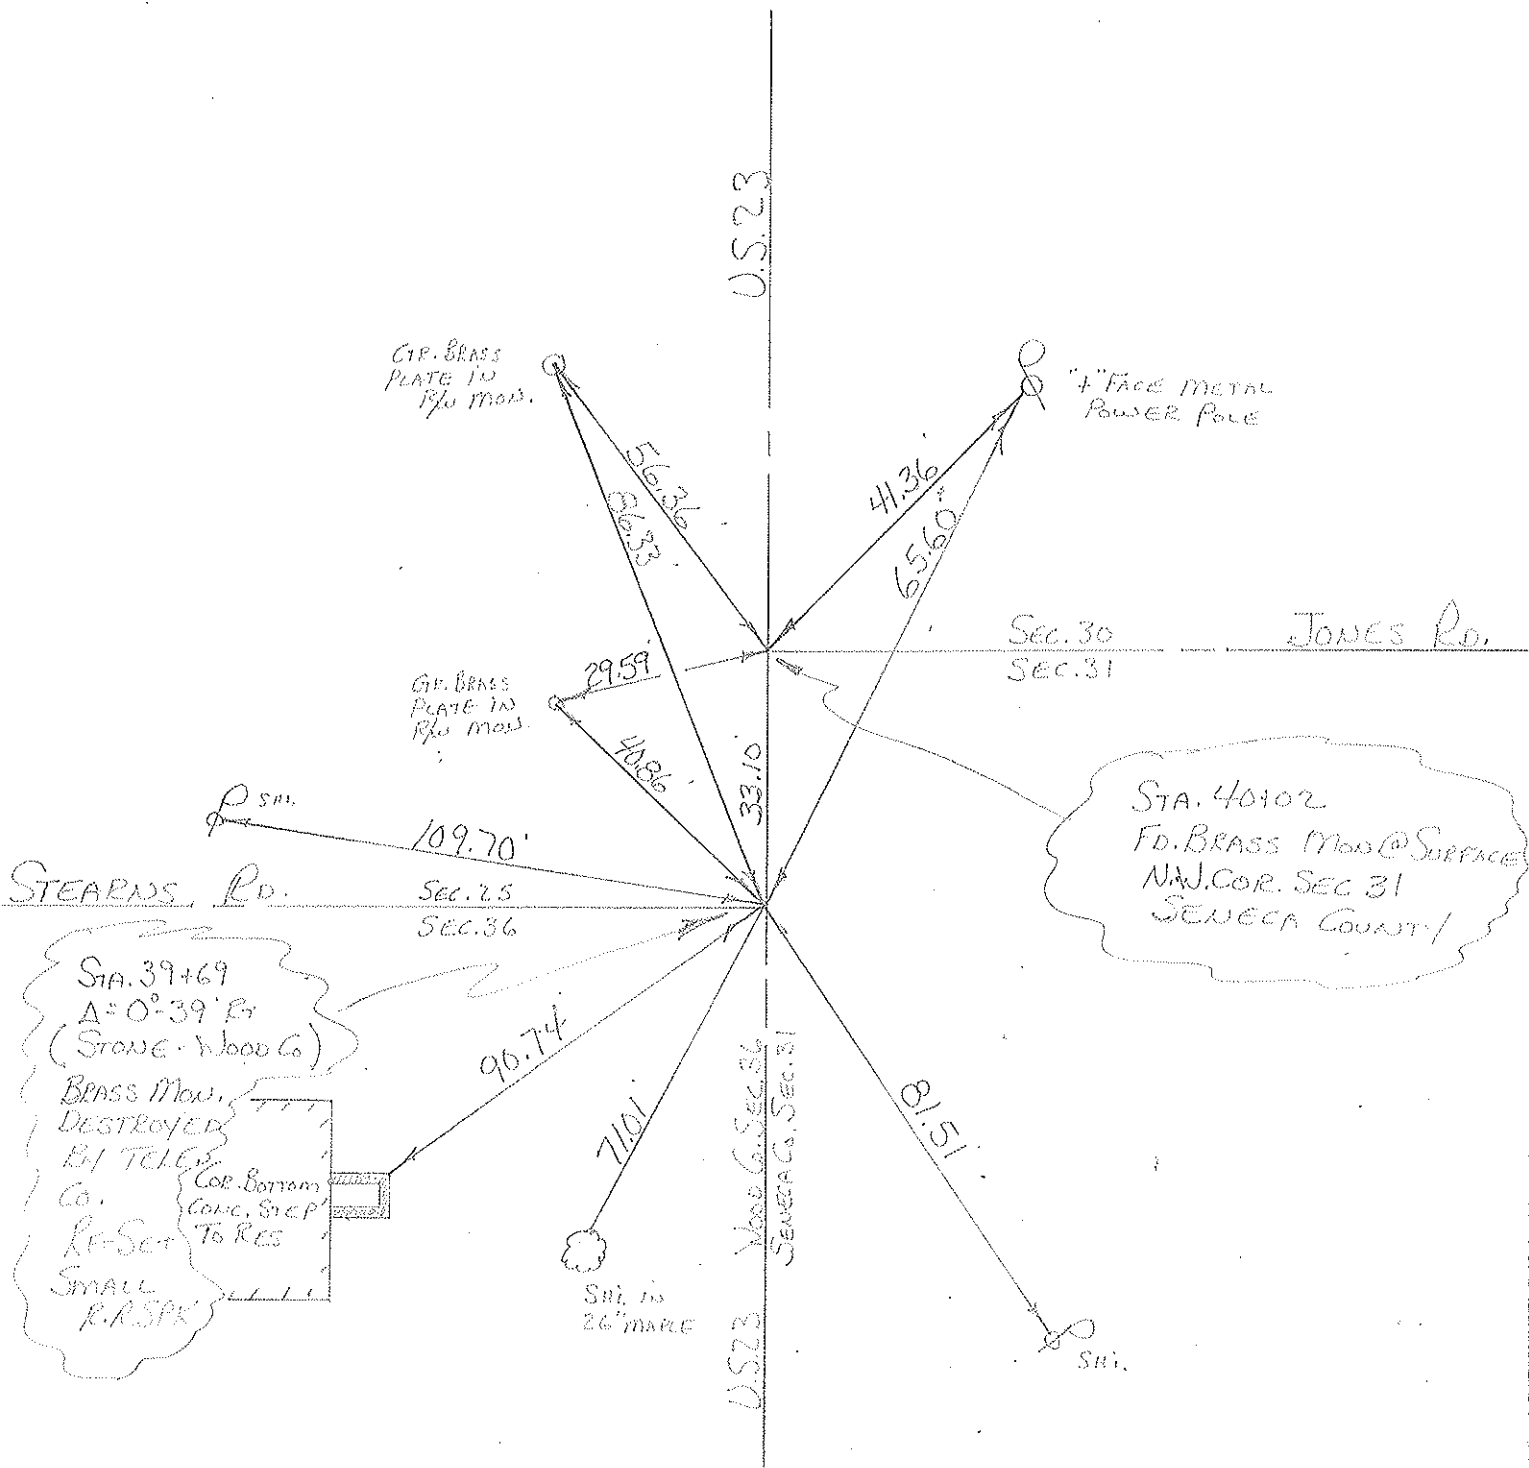 U.S. 23
CTR. BRASS
PLATE IN
R/W MON.
"+" FACE METAL
POWER POLE
56.36
86.33
41.36'
65.60'
SEC. 30
SEC. 31
JONES RD.
29.59'
CTR. BRASS
PLATE IN
R/W MON.
40.86'
33.10'
STA. 40+02
FD. BRASS MON @ SURFACE
N.W. COR. SEC 31
SENECA COUNTY
109.70'
STEARNS RD.
SEC. 25
SEC. 36
STA. 39+69
Δ=0°-39' RT
(STONE - WOOD CO)
BRASS MON.
DESTROYED
BY TELE.
CO.
RE-SET
SMALL
R.R. SPK
COR. BOTTOM
CONC. STEP
TO RES
90.74'
71.01
WOOD CO. SEC. 36
SENECA CO. SEC. 31
81.51'
IN
26" MAPLE
U.S. 23